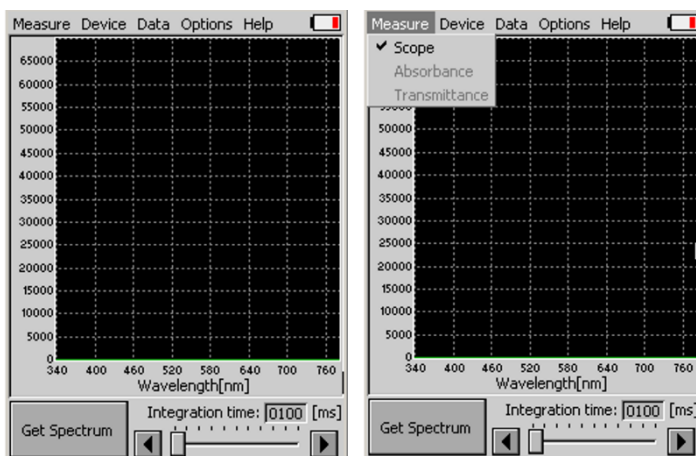 Measure Device Data Options Help
65000
60000
55000
50000
45000
40000
35000
30000
25000
20000
15000
10000
5000
0
340 400 460 520 580 640 700 760
Wavelength[nm]
Get Spectrum
Integration time: 0100 [ms]
Measure Device Data Options Help
Scope
Absorbance
Transmittance
50000
45000
40000
35000
30000
25000
20000
15000
10000
5000
0
340 400 460 520 580 640 700 760
Wavelength[nm]
Get Spectrum
Integration time: 0100 [ms]